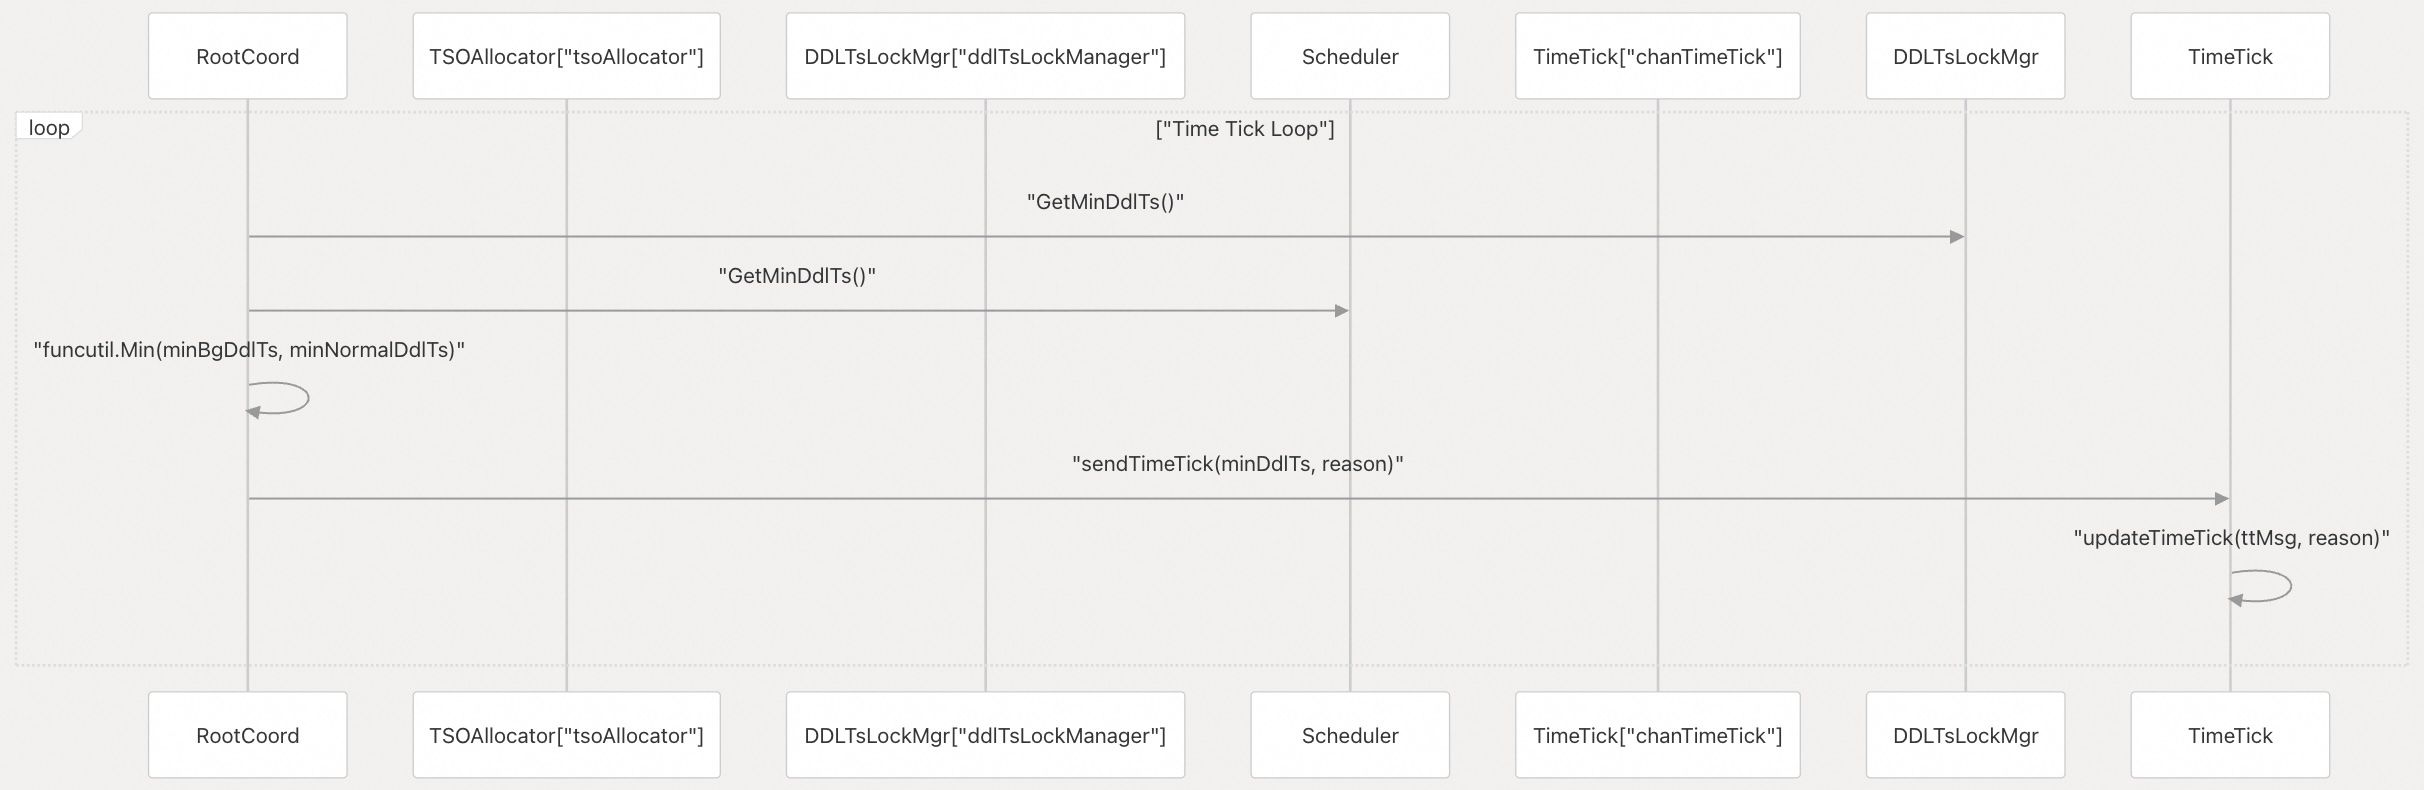 RootCoord
TSOAllocator["tsoAllocator"]
DDLTsLockMgr["ddlTsLockManager"]
Scheduler
TimeTick["chanTimeTick"]
DDLTsLockMgr
TimeTick
loop
["Time Tick Loop"]
"GetMinDdlTs()"
"GetMinDdlTs()"
"funcutil.Min(minBgDdlTs, minNormalDdlTs)"
"sendTimeTick(minDdlTs, reason)"
"updateTimeTick(ttMsg, reason)"
RootCoord
TSOAllocator["tsoAllocator"]
DDLTsLockMgr["ddlTsLockManager"]
Scheduler
TimeTick["chanTimeTick"]
DDLTsLockMgr
TimeTick